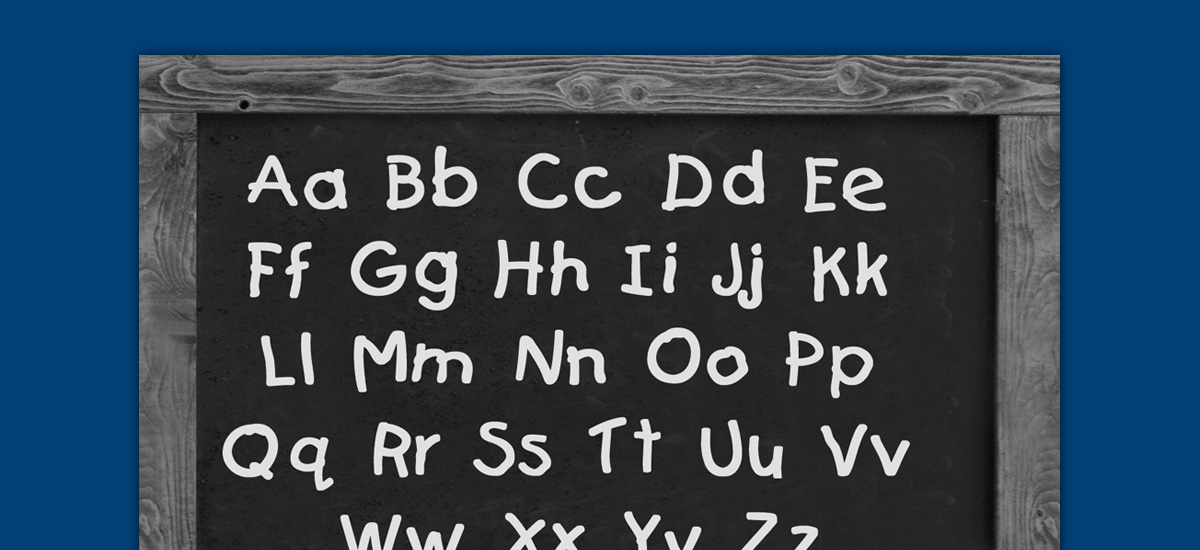 Aa Bb Cc Dd Ee
Ff Gg Hh Ii Jj Kk
Ll Mm Nn Oo Pp
Qq Rr Ss Tt Uu Vv
Ww Xx Yy Zz